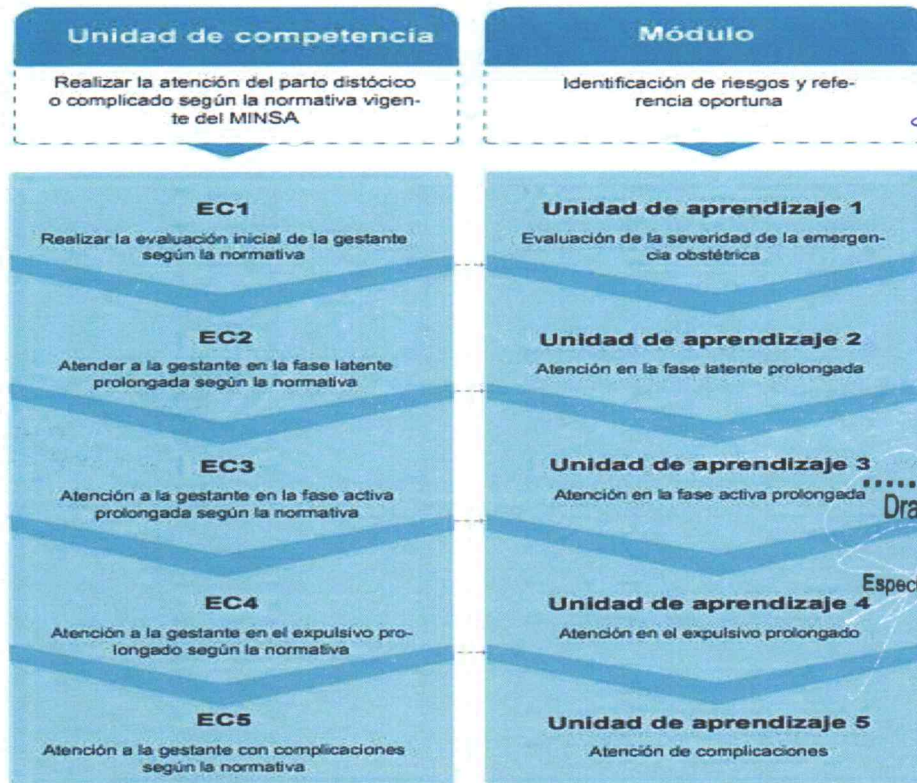 Unidad de competencia
Realizar la atención del parto distócico
o complicado según la normativa vigen-
te del MINSA
EC1
Realizar la evaluación inicial de la gestante
según la normativa
EC2
Atender a la gestante en la fase latente
prolongada según la normativa
EC3
Atención a la gestante en la fase activa
prolongada según la normativa
EC4
Atención a la gestante en el expulsivo pro-
longado según la normativa
EC5
Atención a la gestante con complicaciones
según la normativa
Módulo
Identificación de riesgos y refe-
rencia oportuna
Unidad de aprendizaje 1
Evaluación de la severidad de la emergen-
cia obstétrica
Unidad de aprendizaje 2
Atención en la fase latente prolongada
Unidad de aprendizaje 3
Atención en la fase activa prolongada
Unidad de aprendizaje 4
Atención en el expulsivo prolongado
Unidad de aprendizaje 5
Atención de complicaciones
Dra
Espec